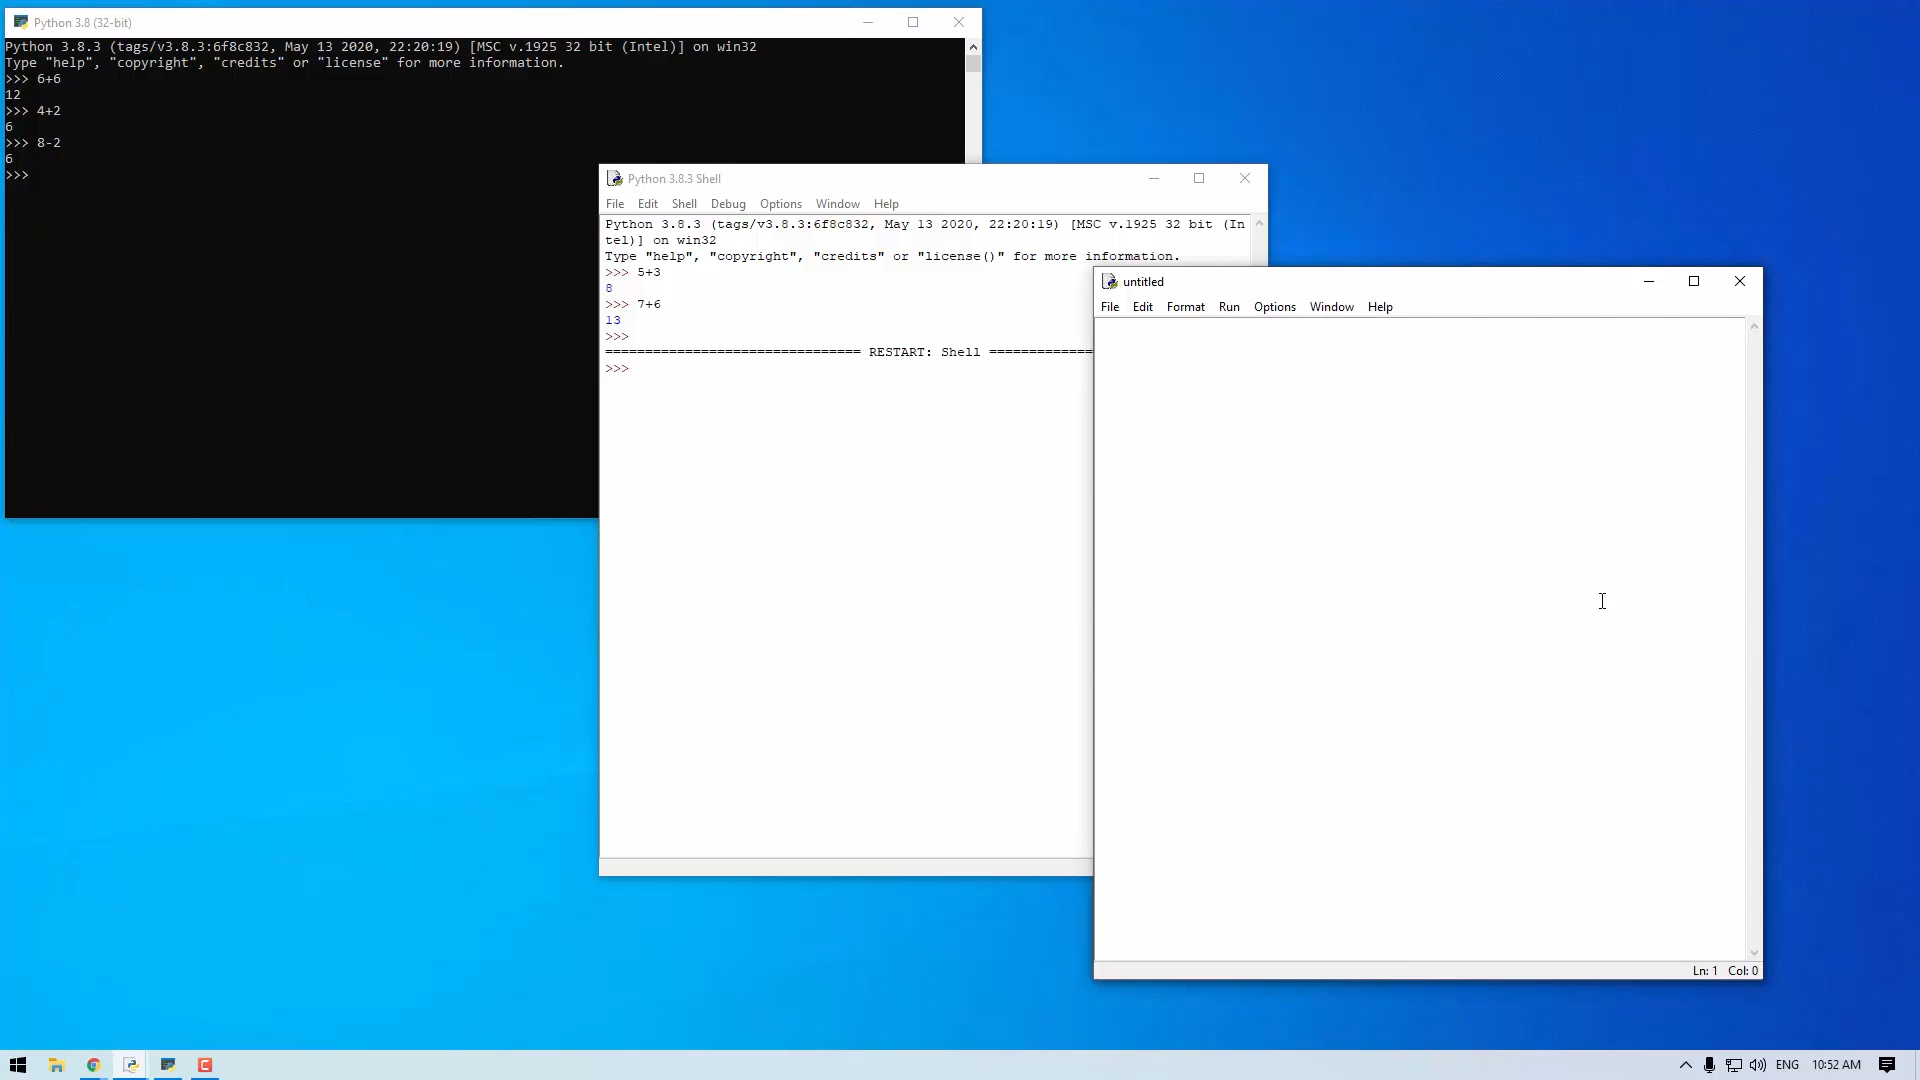 Python 3.8 (32-bit)
Python 3.8.3 (tags/v3.8.3:6f8c832, May 13 2020, 22:20:19) [MSC v.1925 32 bit (Intel)] on win32
Type "help", "copyright", "credits" or "license" for more information.
>>> 6+6
12
>>> 4+2
6
>>> 8-2
6
>>>
Python 3.8.3 Shell
File Edit Shell Debug Options Window Help
Python 3.8.3 (tags/v3.8.3:6f8c832, May 13 2020, 22:20:19) [MSC v.1925 32 bit (In
tel)] on win32
Type "help", "copyright", "credits" or "license()" for more information.
>>> 5+3
8
>>> 7+6
13
>>>
================================ RESTART: Shell =============
>>>
untitled
File Edit Format Run Options Window Help
Ln: 1 Col: 0
ENG 10:52 AM